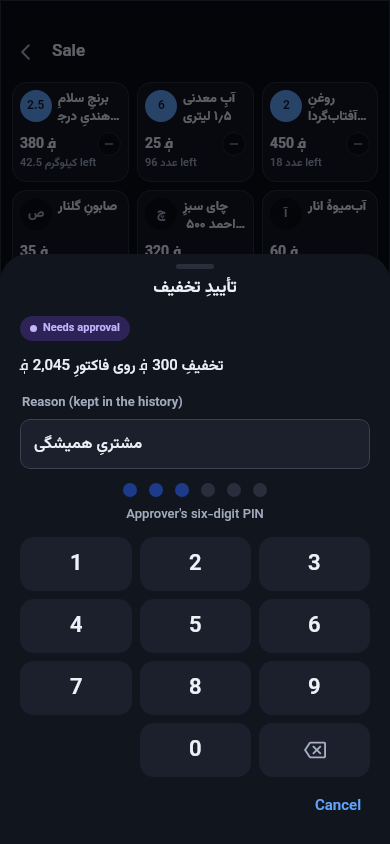 Sale
2.5
برنجِ سلامِ
هندیِ درجـ...
380 ؋
42.5 کیلوگرم left
6
آبِ معدنی
۱٫۵ لیتری
25 ؋
96 عدد left
2
روغنِ
آفتاب‌گردا...
450 ؋
18 عدد left
ص
صابونِ گلنار
35 ؋
چ
چای سبزِ
احمد ۵۰۰...
320 ؋
آ
آب‌میوهٔ انار
60 ؋
تأییدِ تخفیف
Needs approval
تخفیفِ 300 ؋ روی فاکتورِ 2,045 ؋
Reason (kept in the history)
مشتریِ همیشگی
Approver's six-digit PIN
1
2
3
4
5
6
7
8
9
0
Cancel